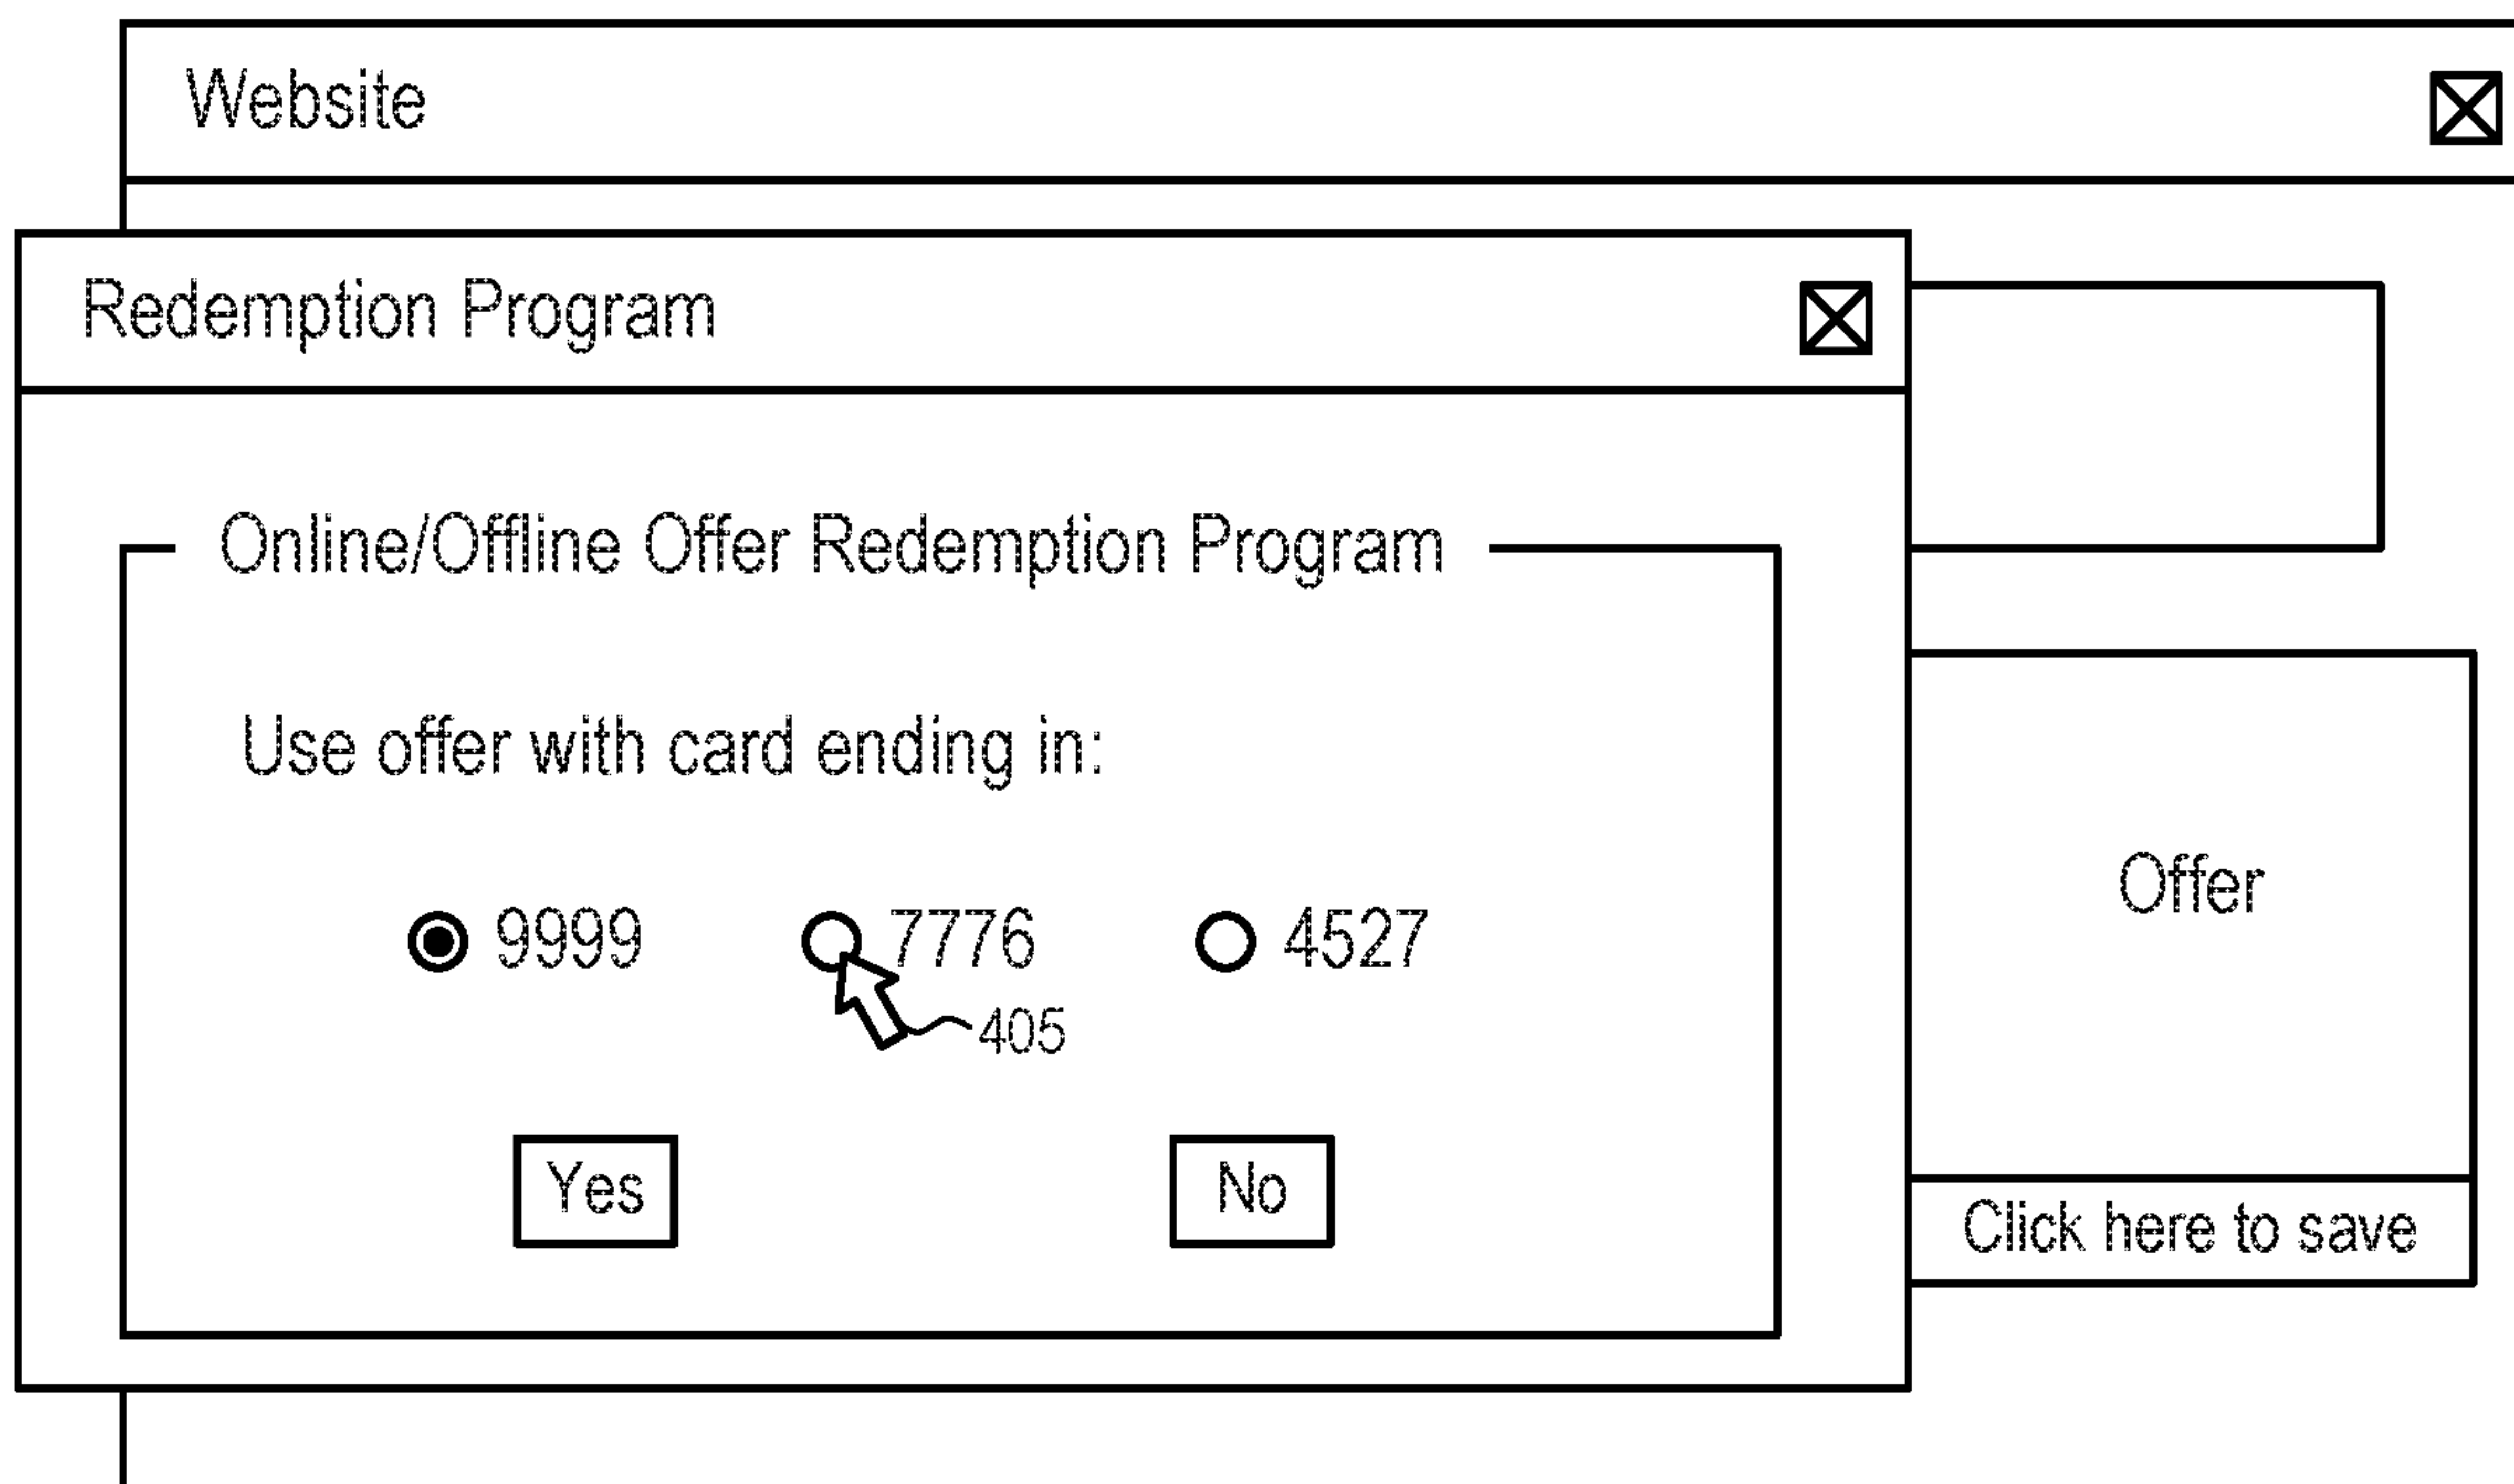 Website
Redemption Program
Online/Offline Offer Redemption Program
Use offer with card ending in:
9999 7776 4527
405
Yes No
Offer
Click here to save